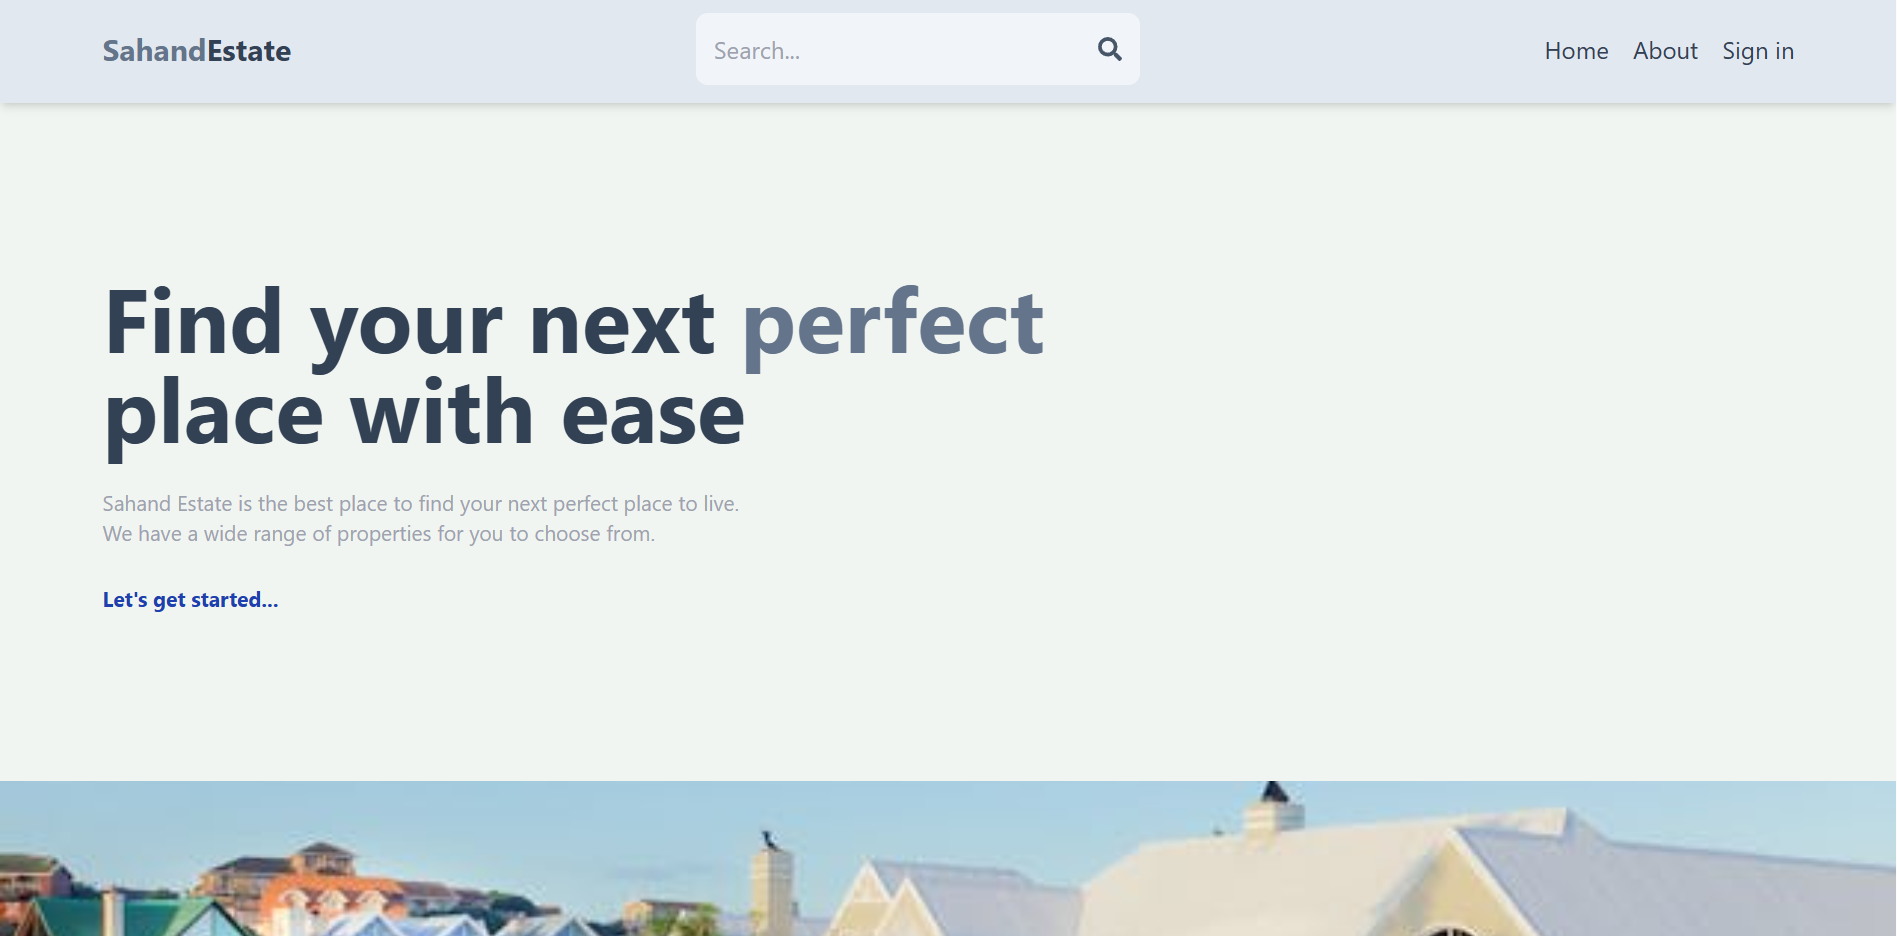 SahandEstate
Search...
Home About Sign in
Find your next perfect
place with ease
Sahand Estate is the best place to find your next perfect place to live.
We have a wide range of properties for you to choose from.
Let's get started...